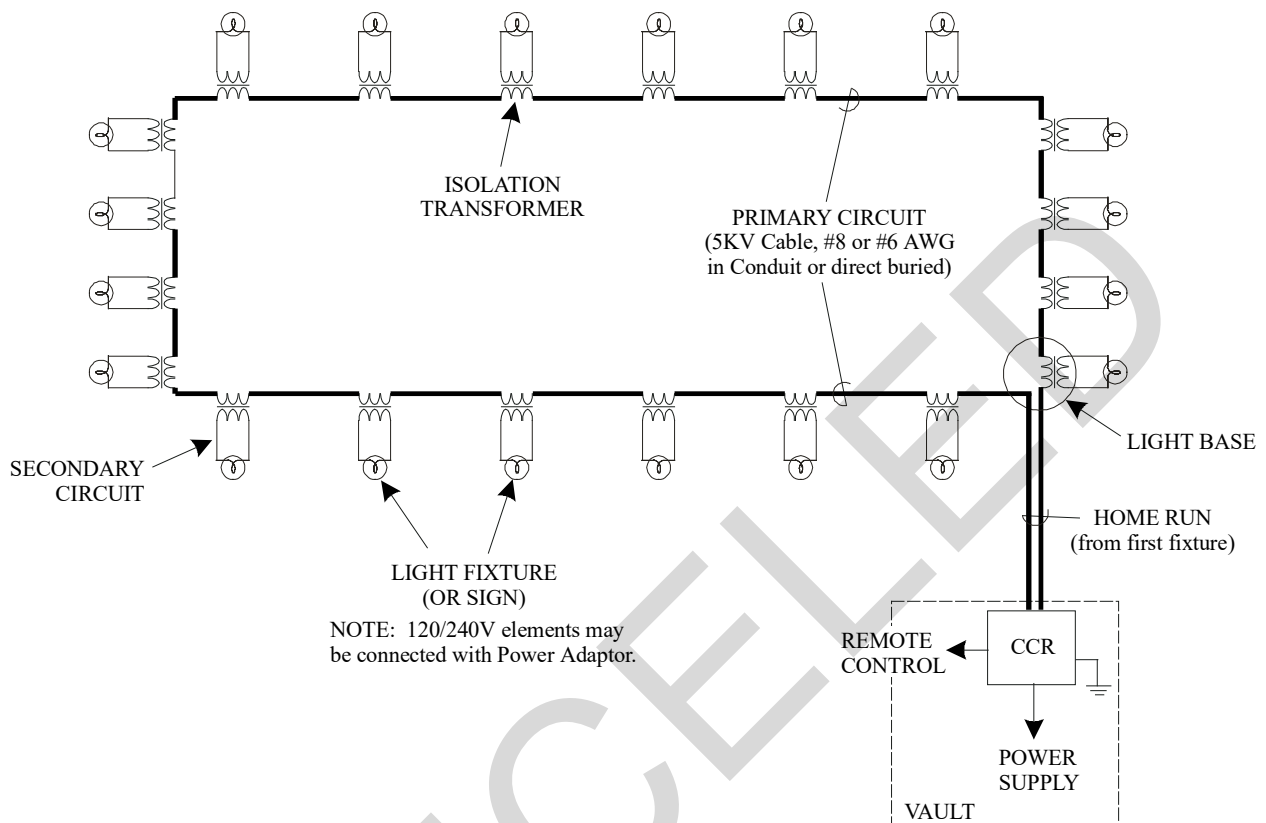 ISOLATION
TRANSFORMER
PRIMARY CIRCUIT
(5KV Cable, #8 or #6 AWG
in Conduit or direct buried)
SECONDARY
CIRCUIT
LIGHT BASE
HOME RUN
(from first fixture)
LIGHT FIXTURE
(OR SIGN)
NOTE:  120/240V elements may
be connected with Power Adaptor.
REMOTE
CONTROL
CCR
POWER
SUPPLY
VAULT
CELED